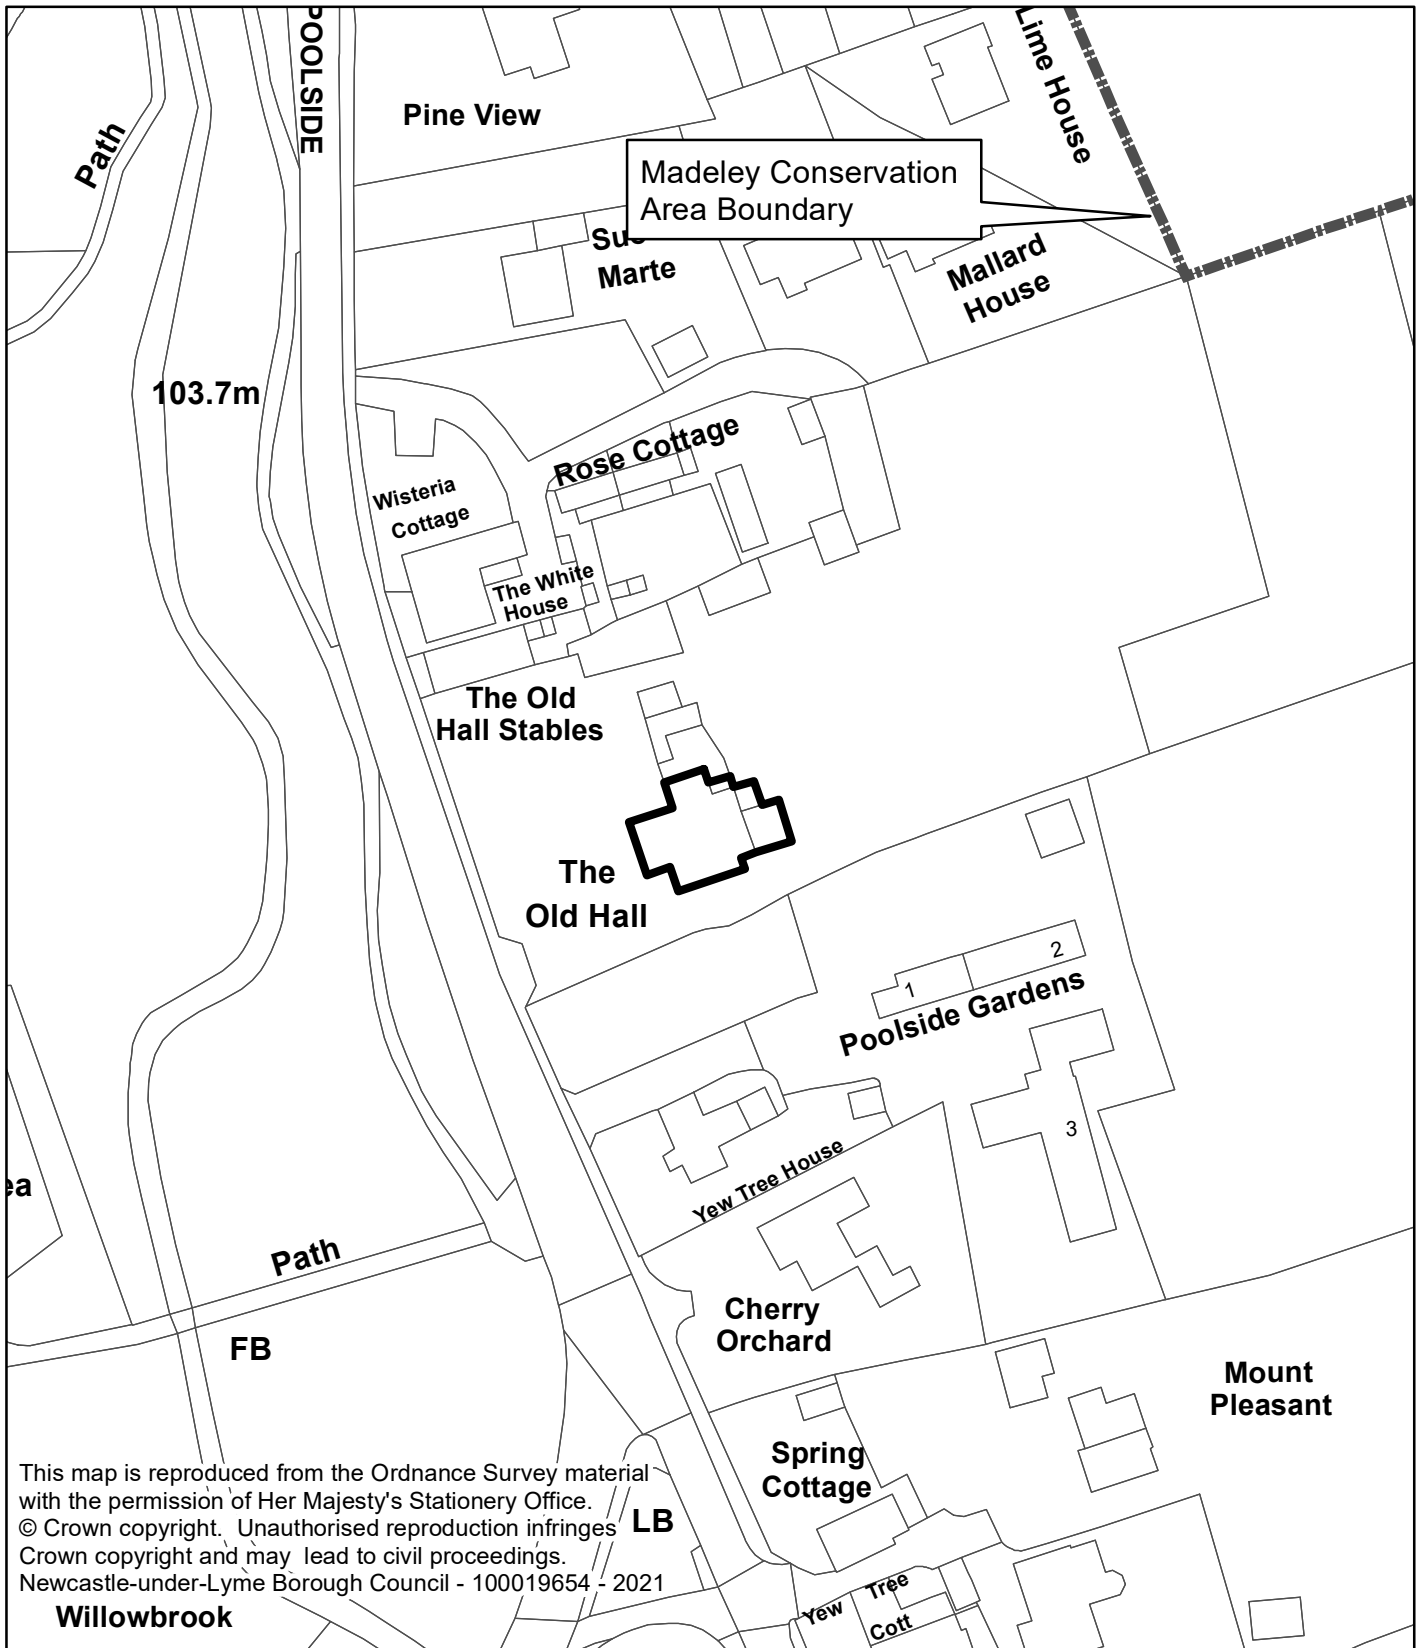 POOLSIDE
Lime House
Path
Pine View
Madeley Conservation
Area Boundary
Marte
Mallard
House
103.7m
Rose Cottage
Wisteria
Cottage
The White
House
The Old
Hall Stables
The
Old Hall
2
1
Poolside Gardens
3
Yew Tree House
ea
Path
Cherry
Orchard
FB
Mount
Pleasant
Spring
Cottage
This map is reproduced from the Ordnance Survey material
with the permission of Her Majesty's Stationery Office.
© Crown copyright. Unauthorised reproduction infringes
Crown copyright and may lead to civil proceedings.
Newcastle-under-Lyme Borough Council - 100019654 - 2021
LB
Willowbrook
Yew Tree
Cott